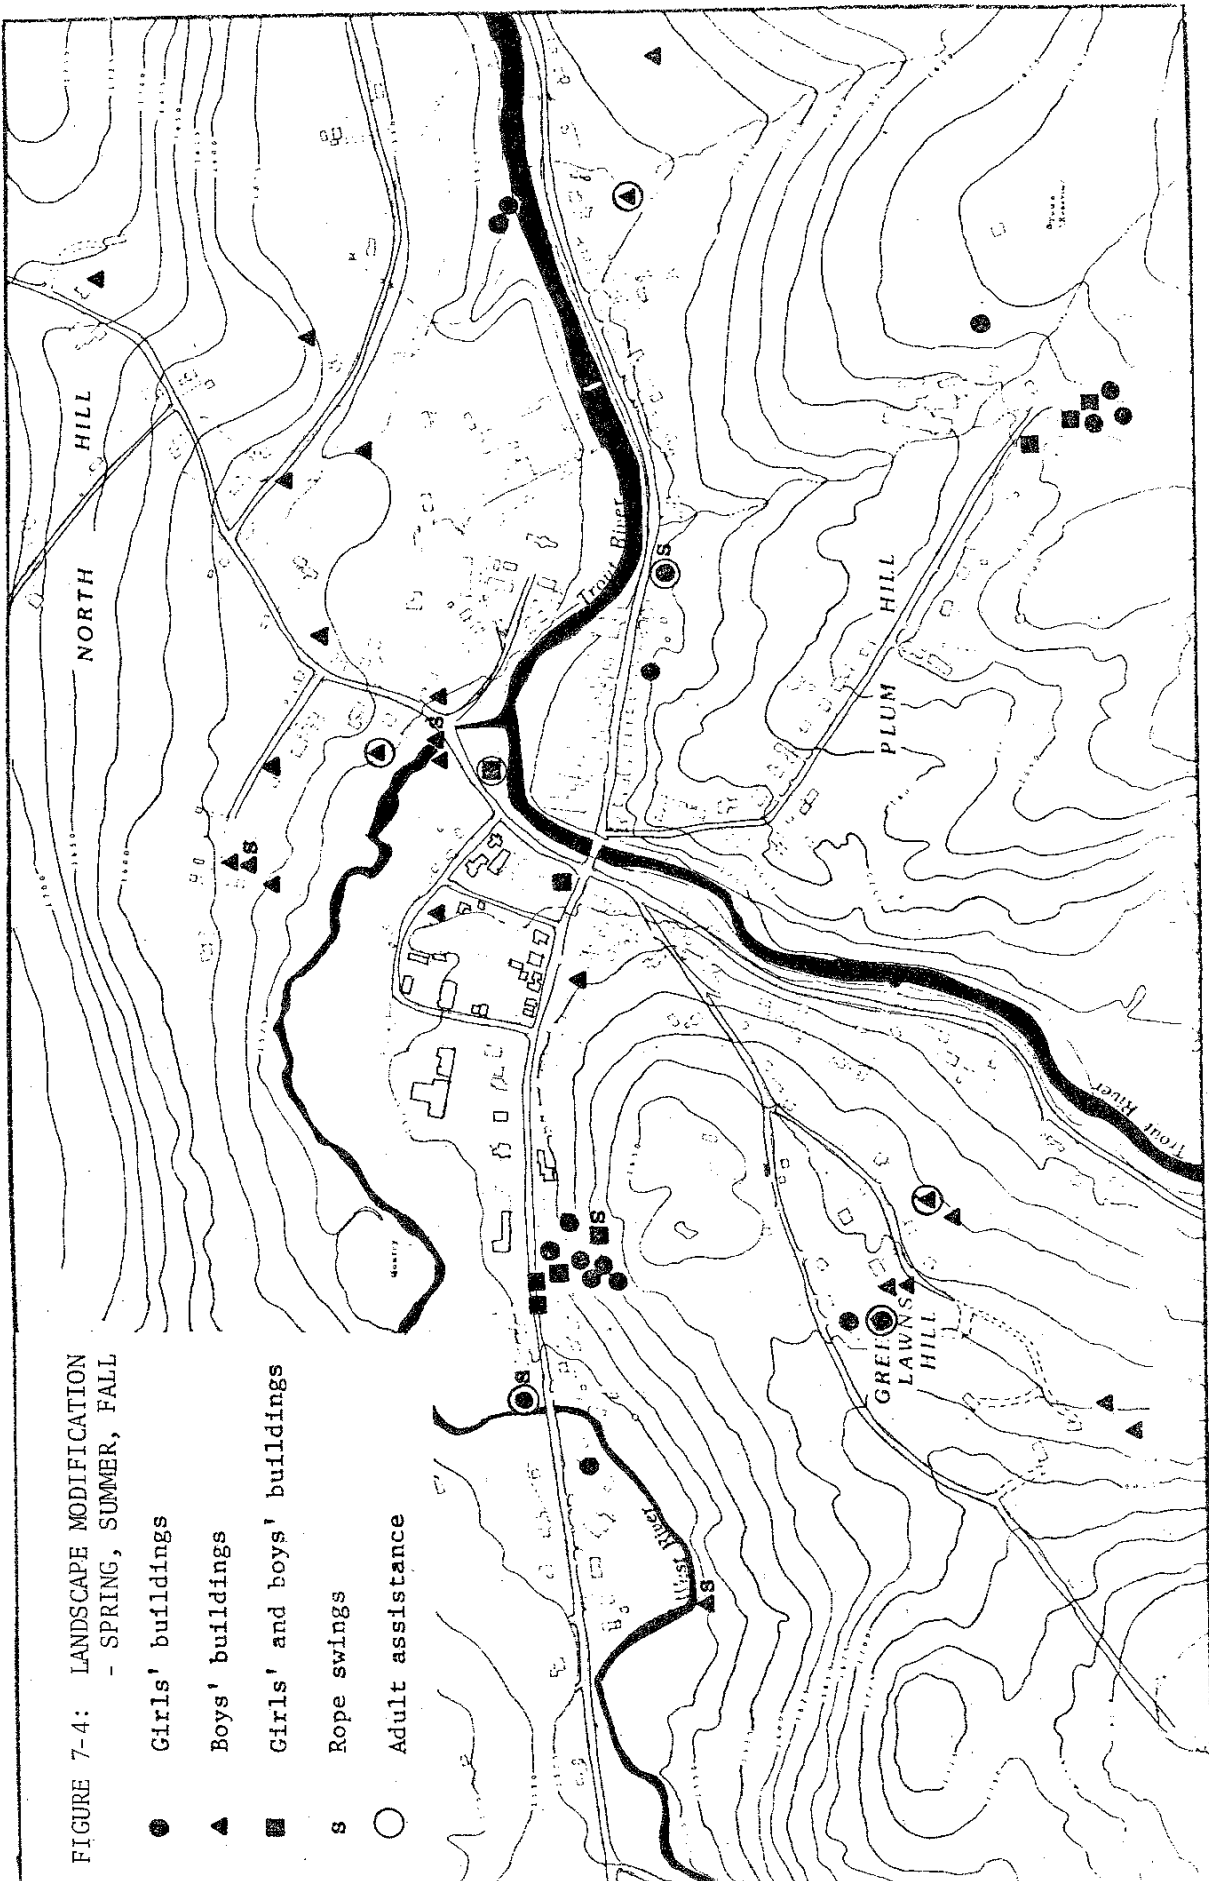 FIGURE 7-4: LANDSCAPE MODIFICATION
- SPRING, SUMMER, FALL
Girls' buildings
Boys' buildings
Girls' and boys' buildings
s Rope swings
Adult assistance
NORTH HILL
Quarry
Trout River
PLUM HILL
GREEN
LAWNS
HILL
West River
Trout River
S
S
S
S
S
S